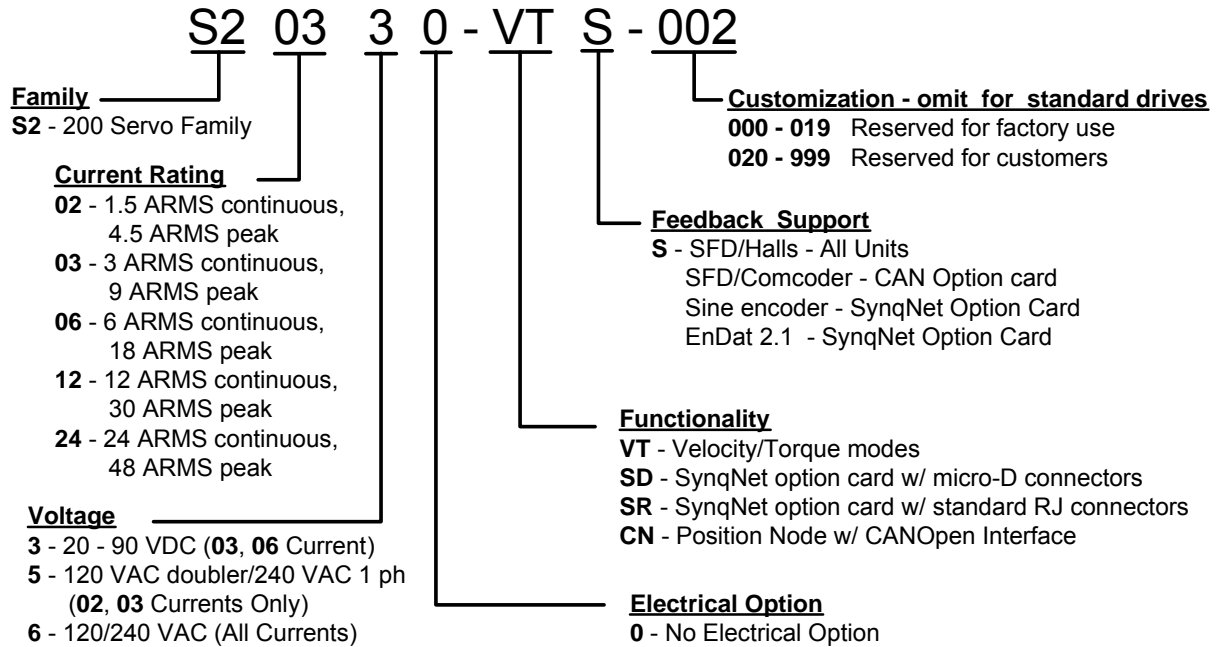 S2 03 3 0 - VT S - 002
Family
S2 - 200 Servo Family
Current Rating
02 - 1.5 ARMS continuous,
4.5 ARMS peak
03 - 3 ARMS continuous,
9 ARMS peak
06 - 6 ARMS continuous,
18 ARMS peak
12 - 12 ARMS continuous,
30 ARMS peak
24 - 24 ARMS continuous,
48 ARMS peak
Voltage
3 - 20 - 90 VDC (03, 06 Current)
5 - 120 VAC doubler/240 VAC 1 ph
(02, 03 Currents Only)
6 - 120/240 VAC (All Currents)
Customization - omit for standard drives
000 - 019 Reserved for factory use
020 - 999 Reserved for customers
Feedback Support
S - SFD/Halls - All Units
SFD/Comcoder - CAN Option card
Sine encoder - SynqNet Option Card
EnDat 2.1 - SynqNet Option Card
Functionality
VT - Velocity/Torque modes
SD - SynqNet option card w/ micro-D connectors
SR - SynqNet option card w/ standard RJ connectors
CN - Position Node w/ CANOpen Interface
Electrical Option
0 - No Electrical Option